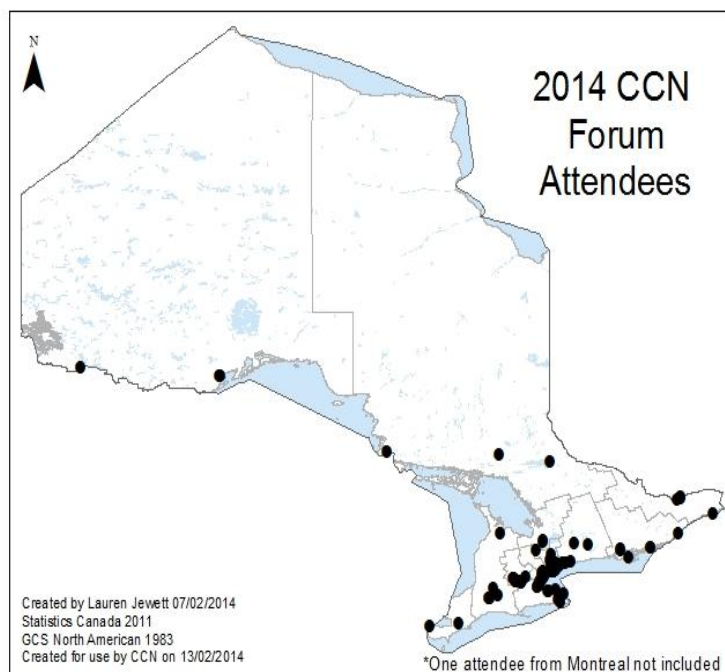 N
2014 CCN
Forum
Attendees
Created by Lauren Jewett 07/02/2014
Statistics Canada 2011
GCS North American 1983
Created for use by CCN on 13/02/2014
*One attendee from Montreal not included